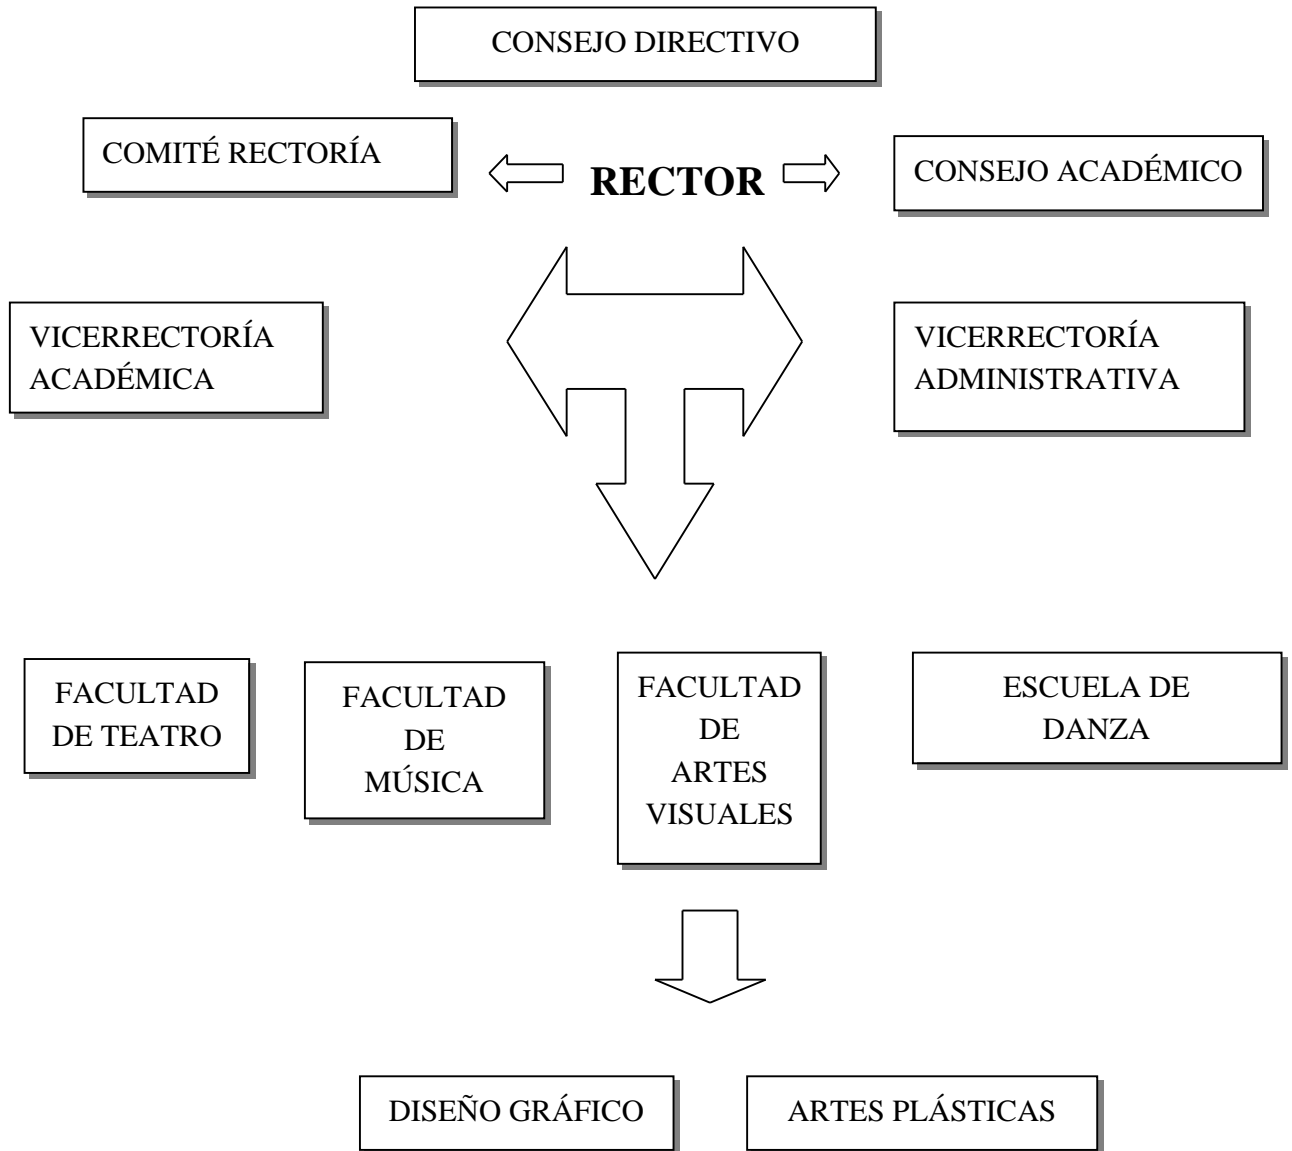 CONSEJO DIRECTIVO
COMITÉ RECTORÍA
RECTOR
CONSEJO ACADÉMICO
VICERRECTORÍA
ACADÉMICA
VICERRECTORÍA
ADMINISTRATIVA
FACULTAD
DE TEATRO
FACULTAD
DE
MÚSICA
FACULTAD
DE
ARTES
VISUALES
ESCUELA DE
DANZA
DISEÑO GRÁFICO
ARTES PLÁSTICAS